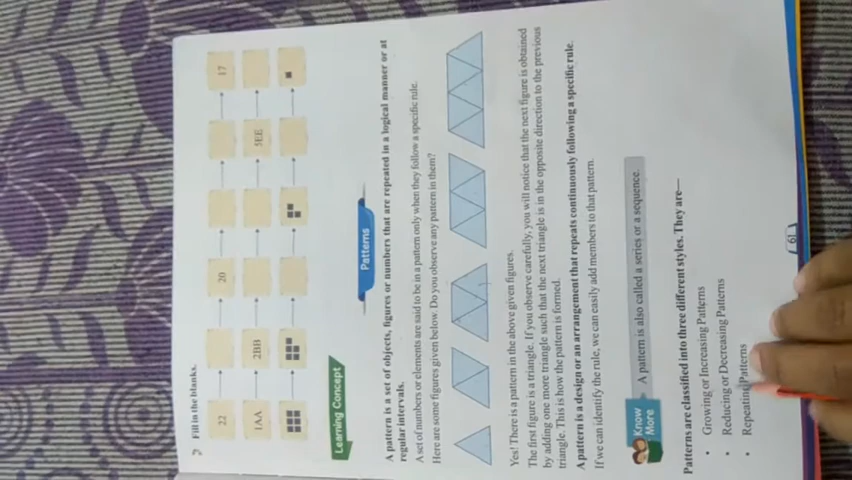 2 Fill in the blanks.
22 20 17
1AA 2BB 5EE
Learning Concept
Patterns
A pattern is a set of objects, figures or numbers that are repeated in a logical manner or at
regular intervals.
A set of numbers or elements are said to be in a pattern only when they follow a specific rule.
Here are some figures given below. Do you observe any pattern in them?
Yes! There is a pattern in the above given figures.
The first figure is a triangle. If you observe carefully, you will notice that the next figure is obtained
by adding one more triangle such that the next triangle is in the opposite direction to the previous
triangle. This is how the pattern is formed.
A pattern is a design or an arrangement that repeats continuously following a specific rule.
If we can identify the rule, we can easily add members to that pattern.
Know
More
A pattern is also called a series or a sequence.
Patterns are classified into three different styles. They are—
• Growing or Increasing Patterns
• Reducing or Decreasing Patterns
• Repeating Patterns
61